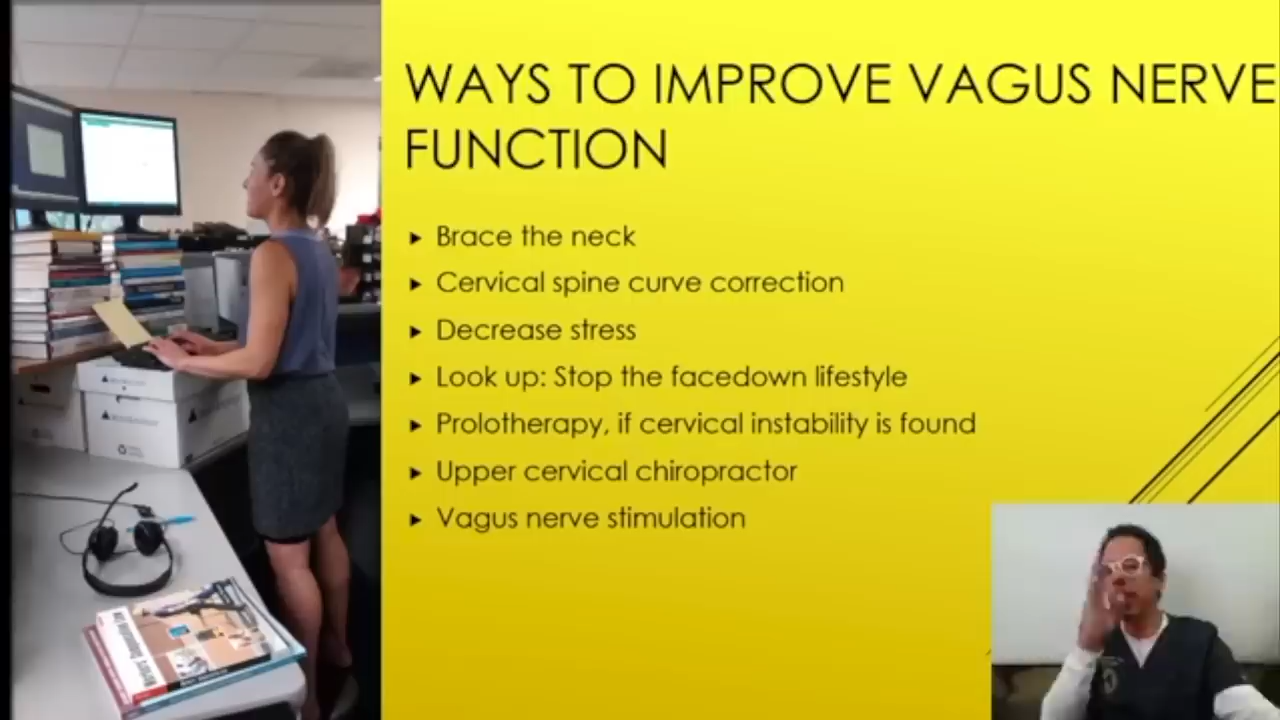 WAYS TO IMPROVE VAGUS NERVE
FUNCTION
Brace the neck
Cervical spine curve correction
Decrease stress
Look up: Stop the facedown lifestyle
Prolotherapy, if cervical instability is found
Upper cervical chiropractor
Vagus nerve stimulation